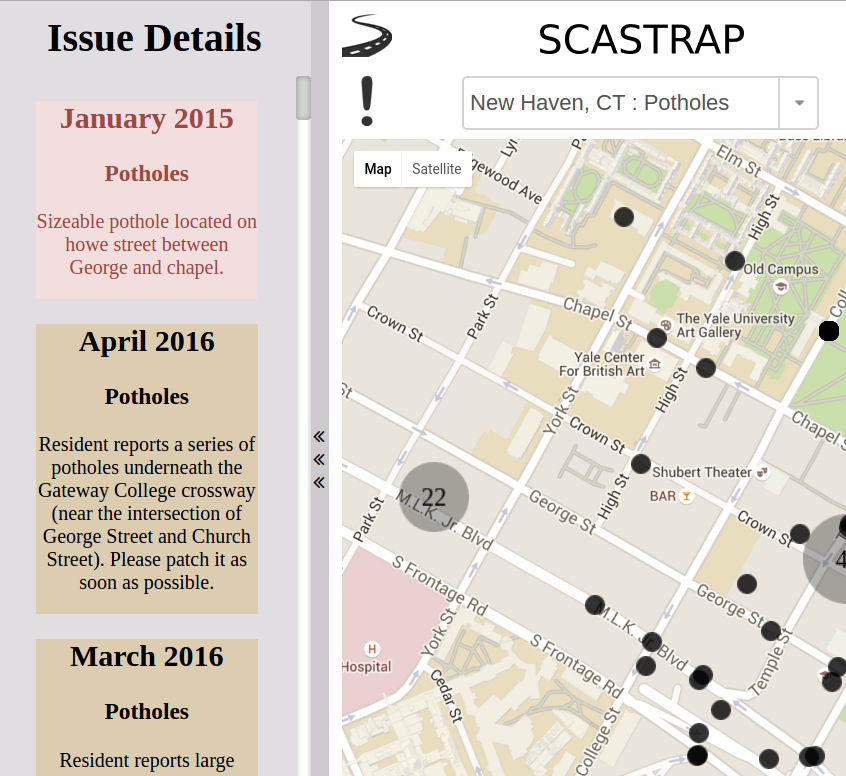 Issue Details
January 2015
Potholes
Sizeable pothole located on
howe street between
George and chapel.
April 2016
Potholes
Resident reports a series of
potholes underneath the
Gateway College crossway
(near the intersection of
George Street and Church
Street). Please patch it as
soon as possible.
March 2016
Potholes
Resident reports large
SCASTRAP
New Haven, CT : Potholes
Map
Satellite
Elm St
High St
Old Campus
Park St
Chapel St
The Yale University
Art Gallery
Crown St
Yale Center
For British Art
High St
York St
Chapel S
Crown St
Shubert Theater
BAR
22
High St
George St
Crown St
Park St
M.L.K. Jr. Blvd
4
S Frontage Rd
George St
York St
M.L.K. Jr. Blvd
Temple St
H
Hospital
S Frontage Rd
Cedar St
College St